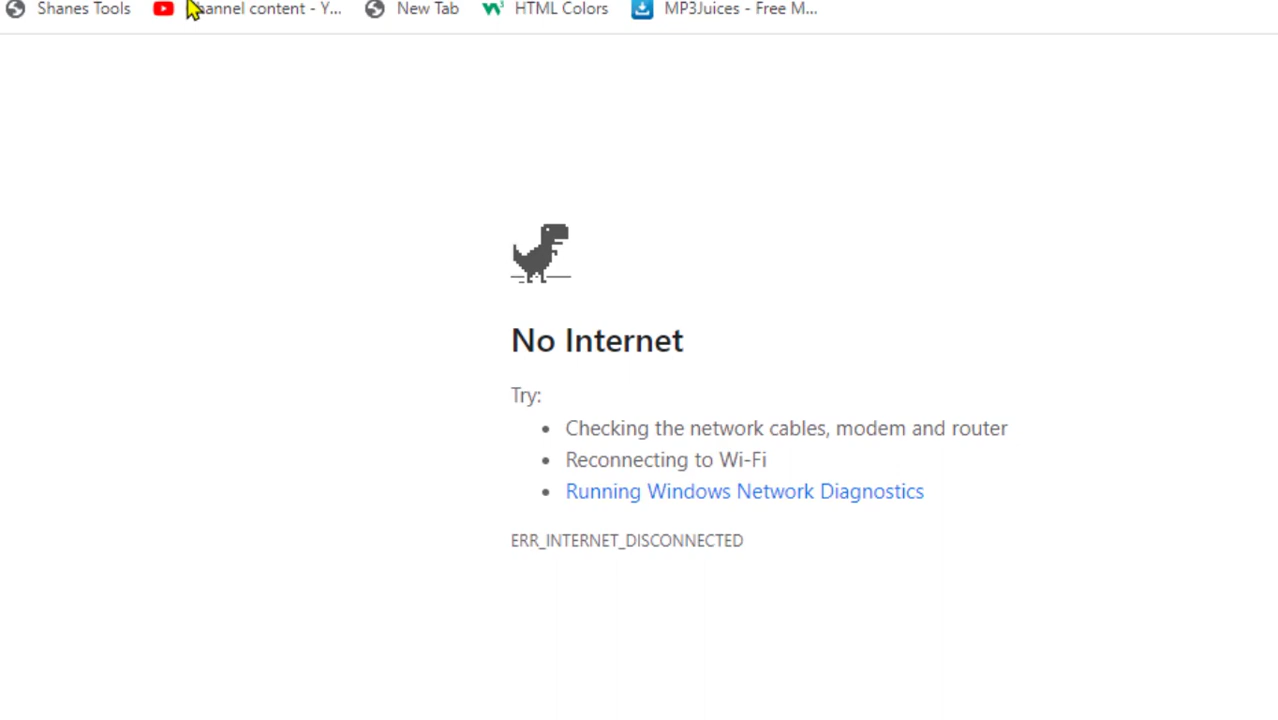 Shanes Tools hannel content - Y... New Tab HTML Colors MP3Juices - Free M...
No Internet
Try:
• Checking the network cables, modem and router
• Reconnecting to Wi-Fi
• Running Windows Network Diagnostics
ERR_INTERNET_DISCONNECTED